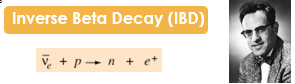 Inverse Beta Decay (IBD)
ν̅ₑ + p → n + e⁺